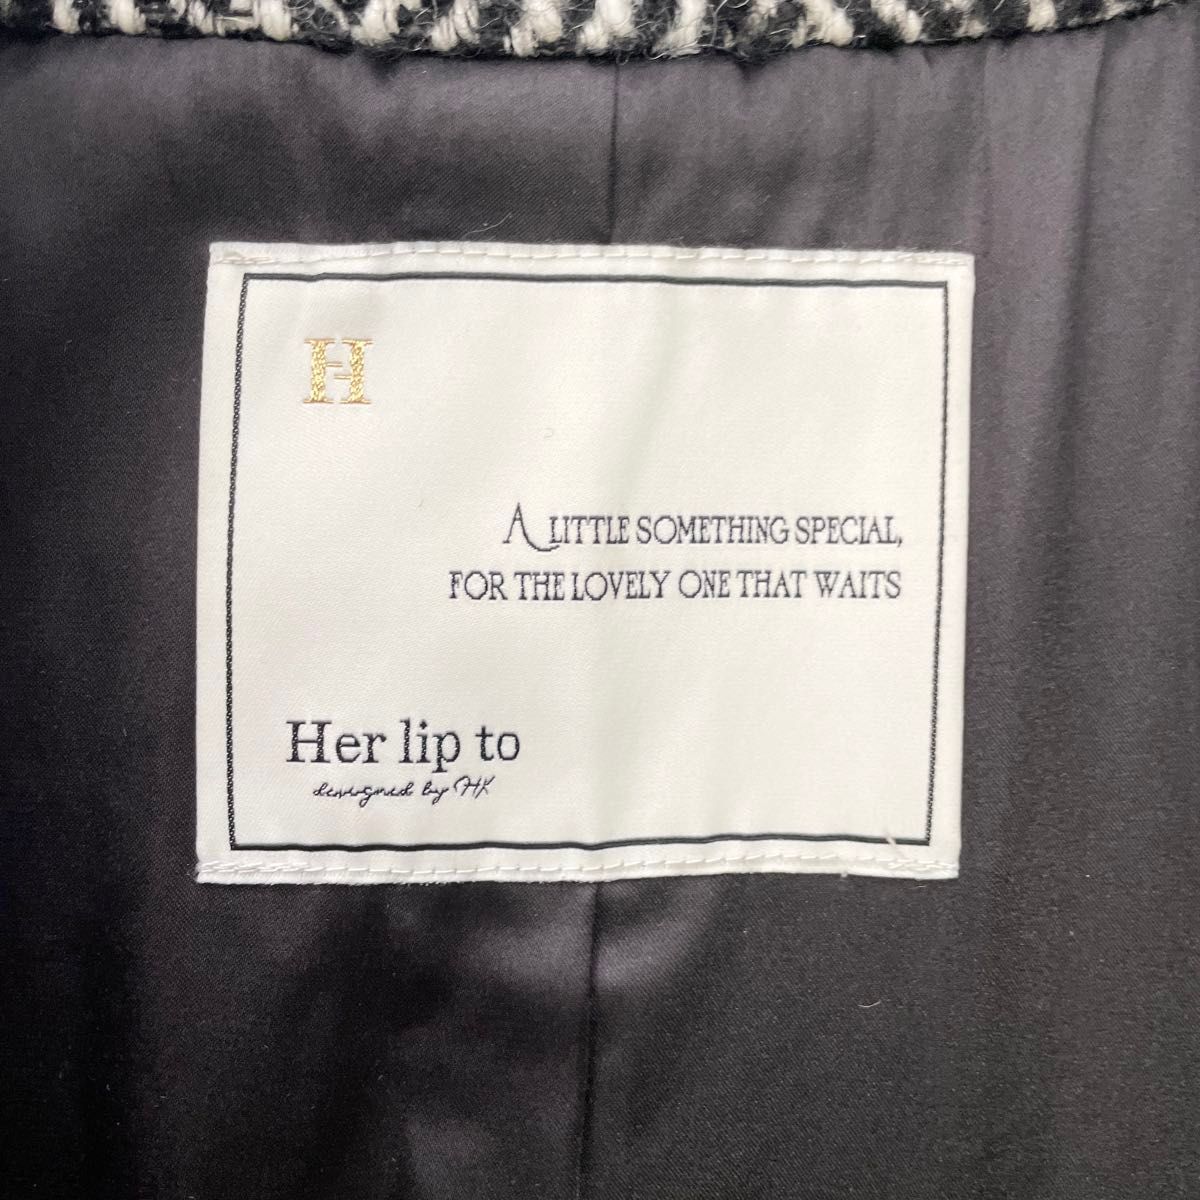 H
A LITTLE SOMETHING SPECIAL,
FOR THE LOVELY ONE THAT WAITS
Her lip to
designed by HK